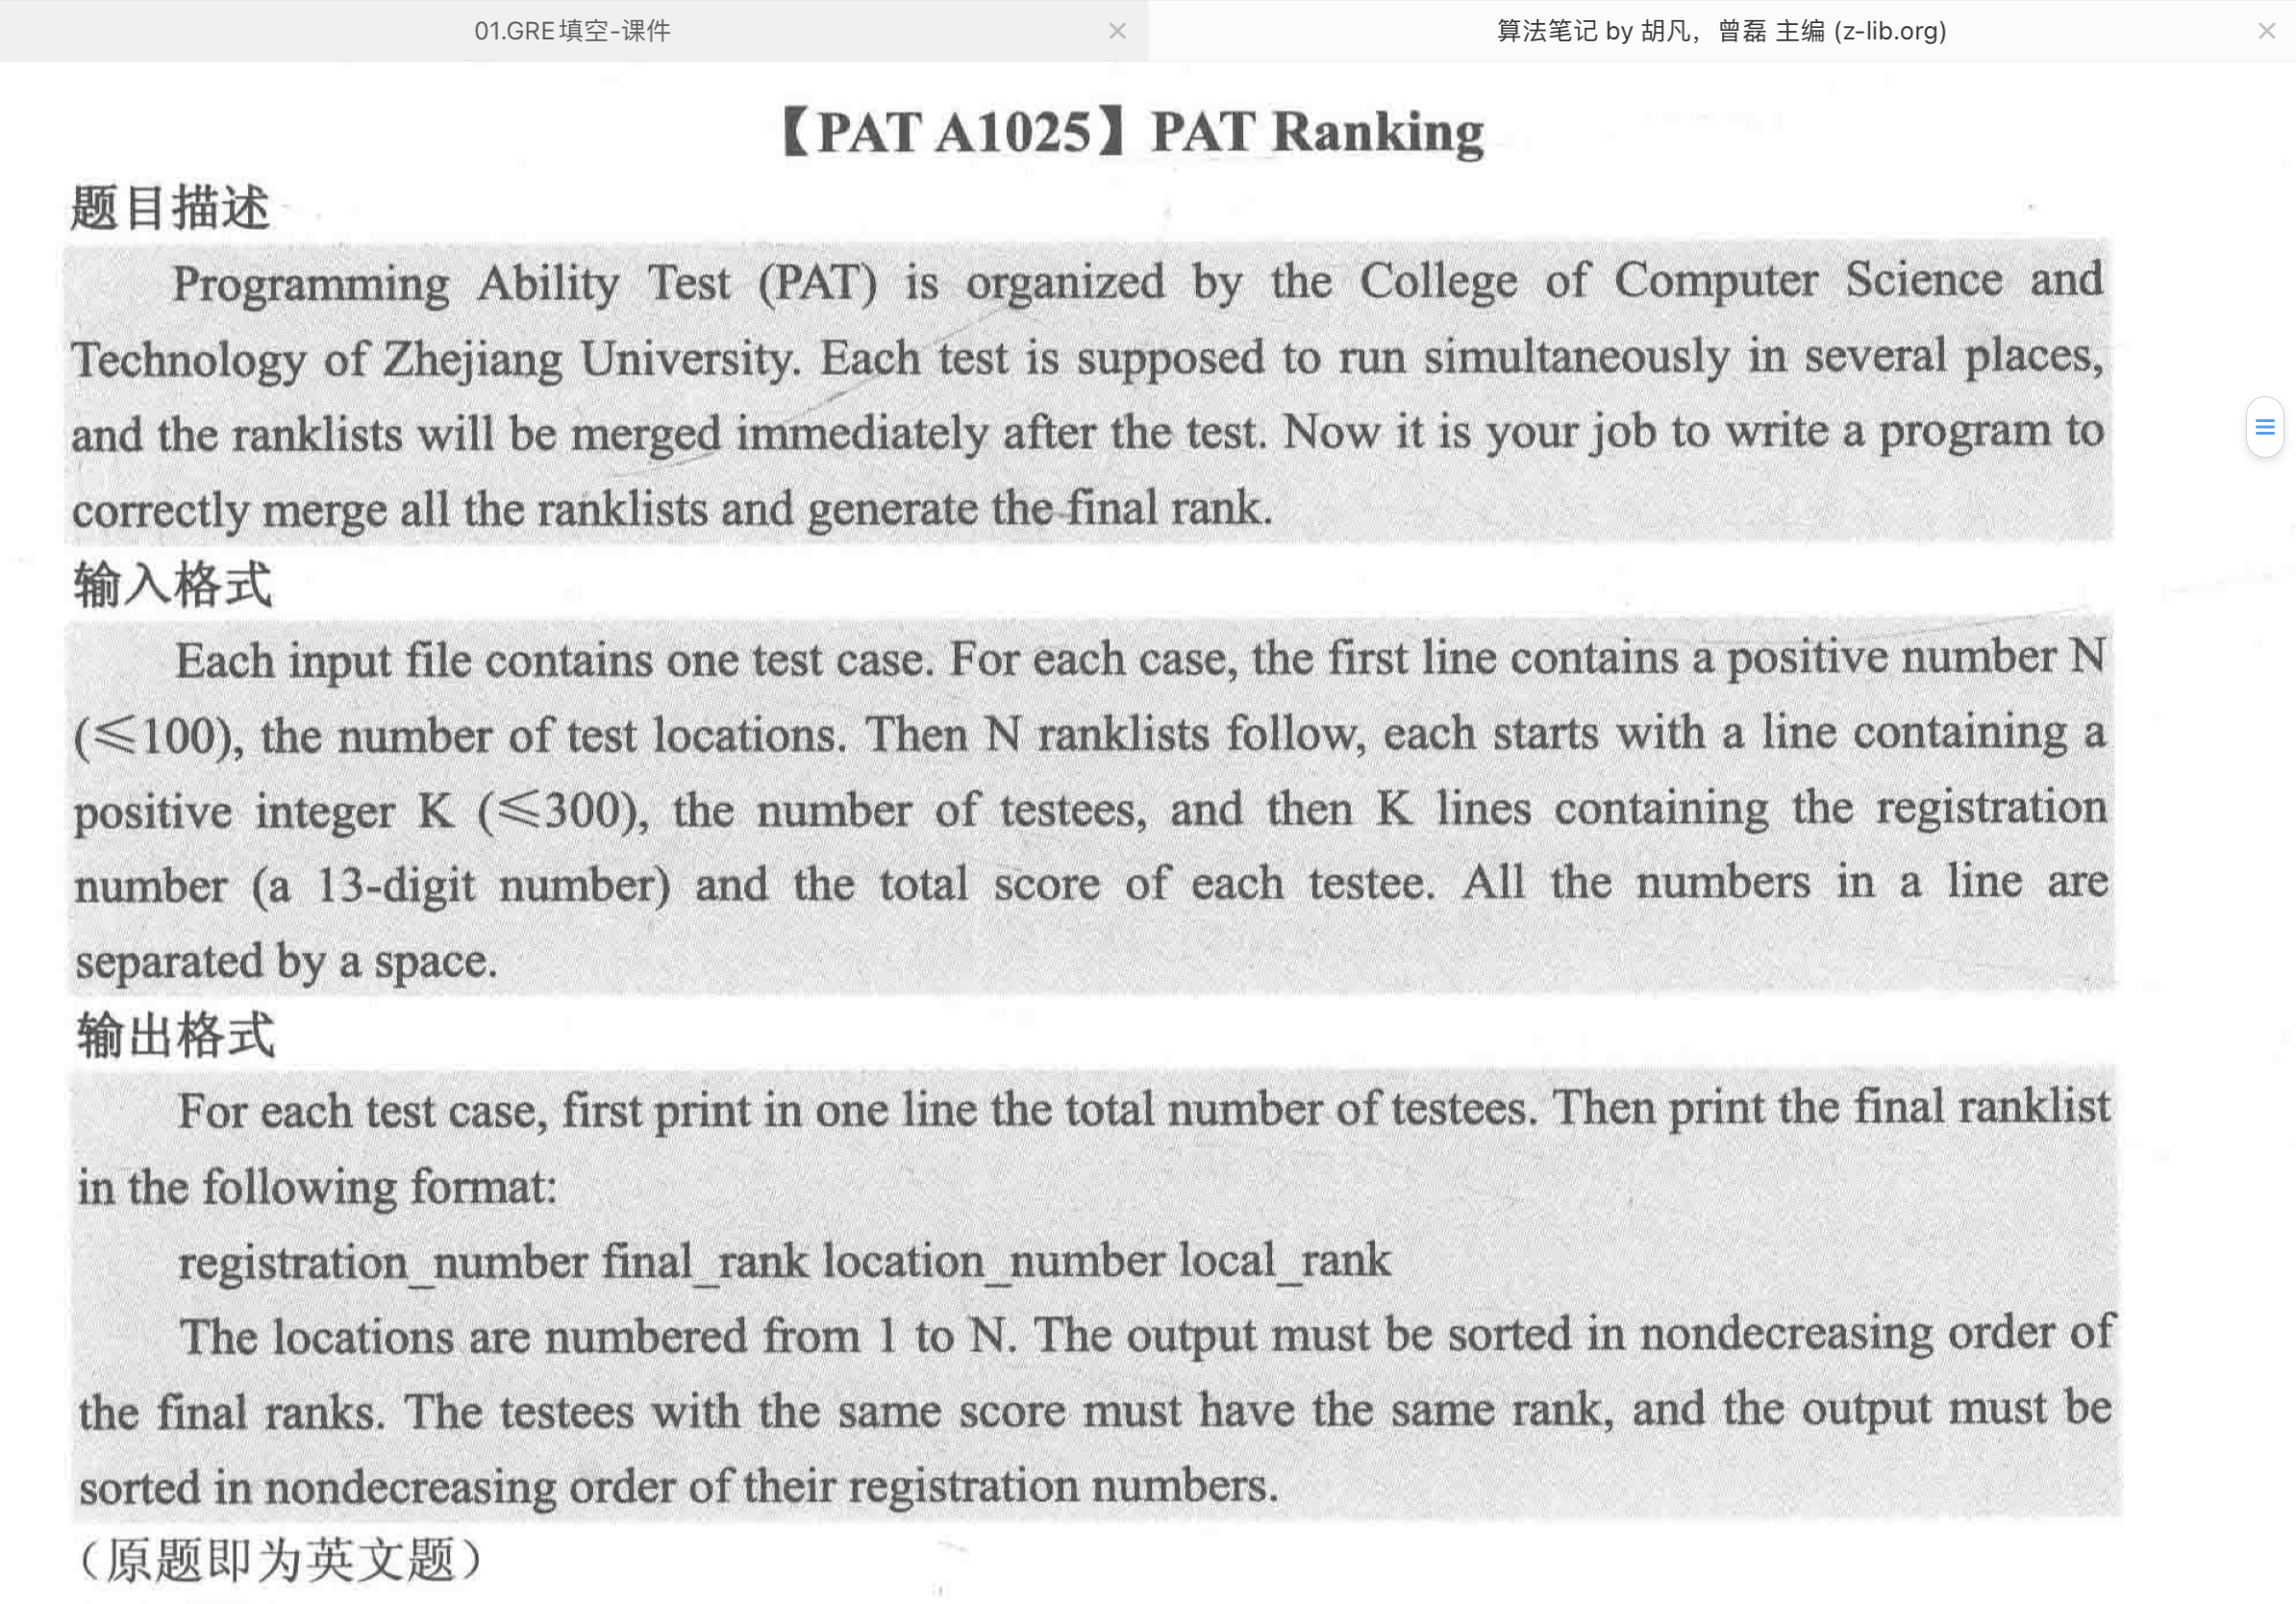 01.GRE填空-课件
算法笔记 by 胡凡，曾磊 主编 (z-lib.org)
【PAT A1025】PAT Ranking
题目描述
Programming Ability Test (PAT) is organized by the College of Computer Science and
Technology of Zhejiang University. Each test is supposed to run simultaneously in several places,
and the ranklists will be merged immediately after the test. Now it is your job to write a program to
correctly merge all the ranklists and generate the final rank.
输入格式
Each input file contains one test case. For each case, the first line contains a positive number N
(≤100), the number of test locations. Then N ranklists follow, each starts with a line containing a
positive integer K (≤300), the number of testees, and then K lines containing the registration
number (a 13-digit number) and the total score of each testee. All the numbers in a line are
separated by a space.
输出格式
For each test case, first print in one line the total number of testees. Then print the final ranklist
in the following format:
registration_number final_rank location_number local_rank
The locations are numbered from 1 to N. The output must be sorted in nondecreasing order of
the final ranks. The testees with the same score must have the same rank, and the output must be
sorted in nondecreasing order of their registration numbers.
（原题即为英文题）